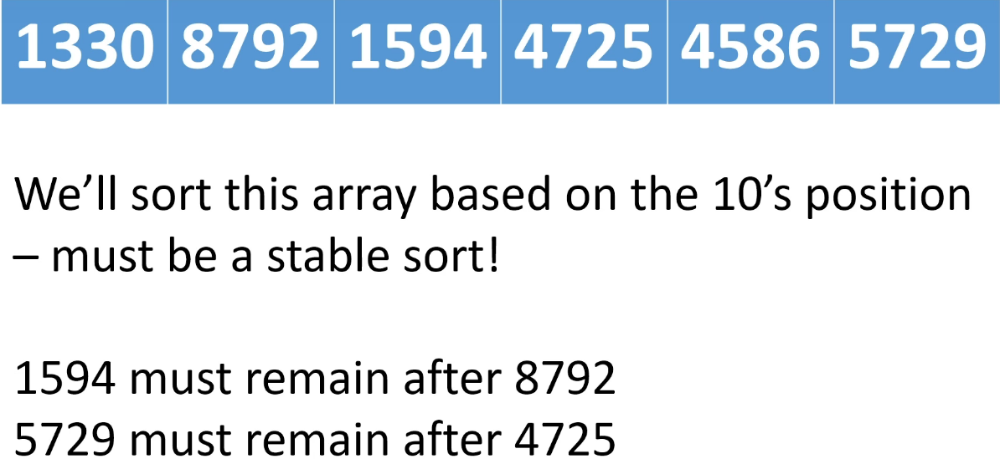 1330 8792 1594 4725 4586 5729
We’ll sort this array based on the 10’s position
– must be a stable sort!
1594 must remain after 8792
5729 must remain after 4725